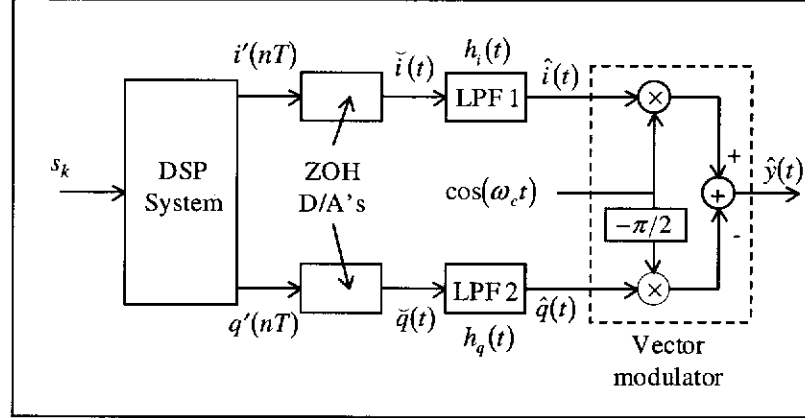 i′(nT)
ĭ(t)
h_i(t)
LPF 1
î(t)
×
s_k
DSP
System
ZOH
D/A's
cos(ω_c t)
−π/2
+
+
-
ŷ(t)
q′(nT)
q̆(t)
LPF 2
h_q(t)
q̂(t)
×
Vector
modulator